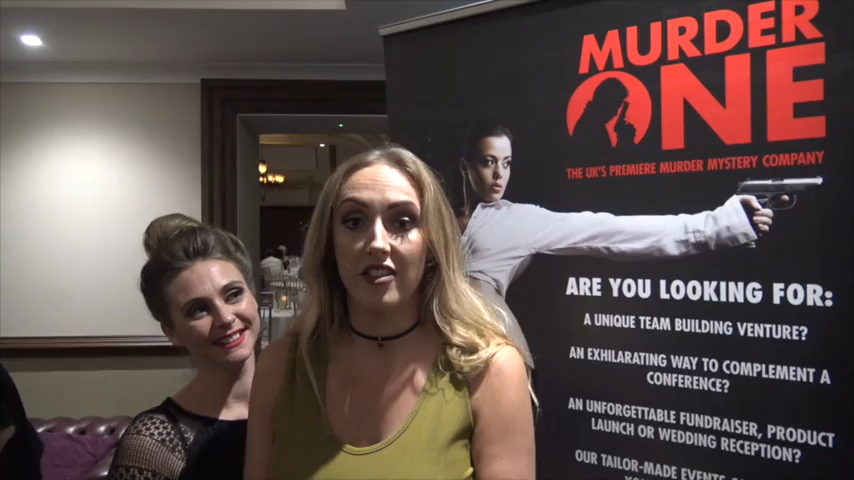 MURDER
ONE
THE UK'S PREMIERE MURDER MYSTERY COMPANY
ARE YOU LOOKING FOR:
A UNIQUE TEAM BUILDING VENTURE?
AN EXHILARATING WAY TO COMPLEMENT A
CONFERENCE?
AN UNFORGETTABLE FUNDRAISER, PRODUCT
LAUNCH OR WEDDING RECEPTION?
OUR TAILOR-MADE EVENTS